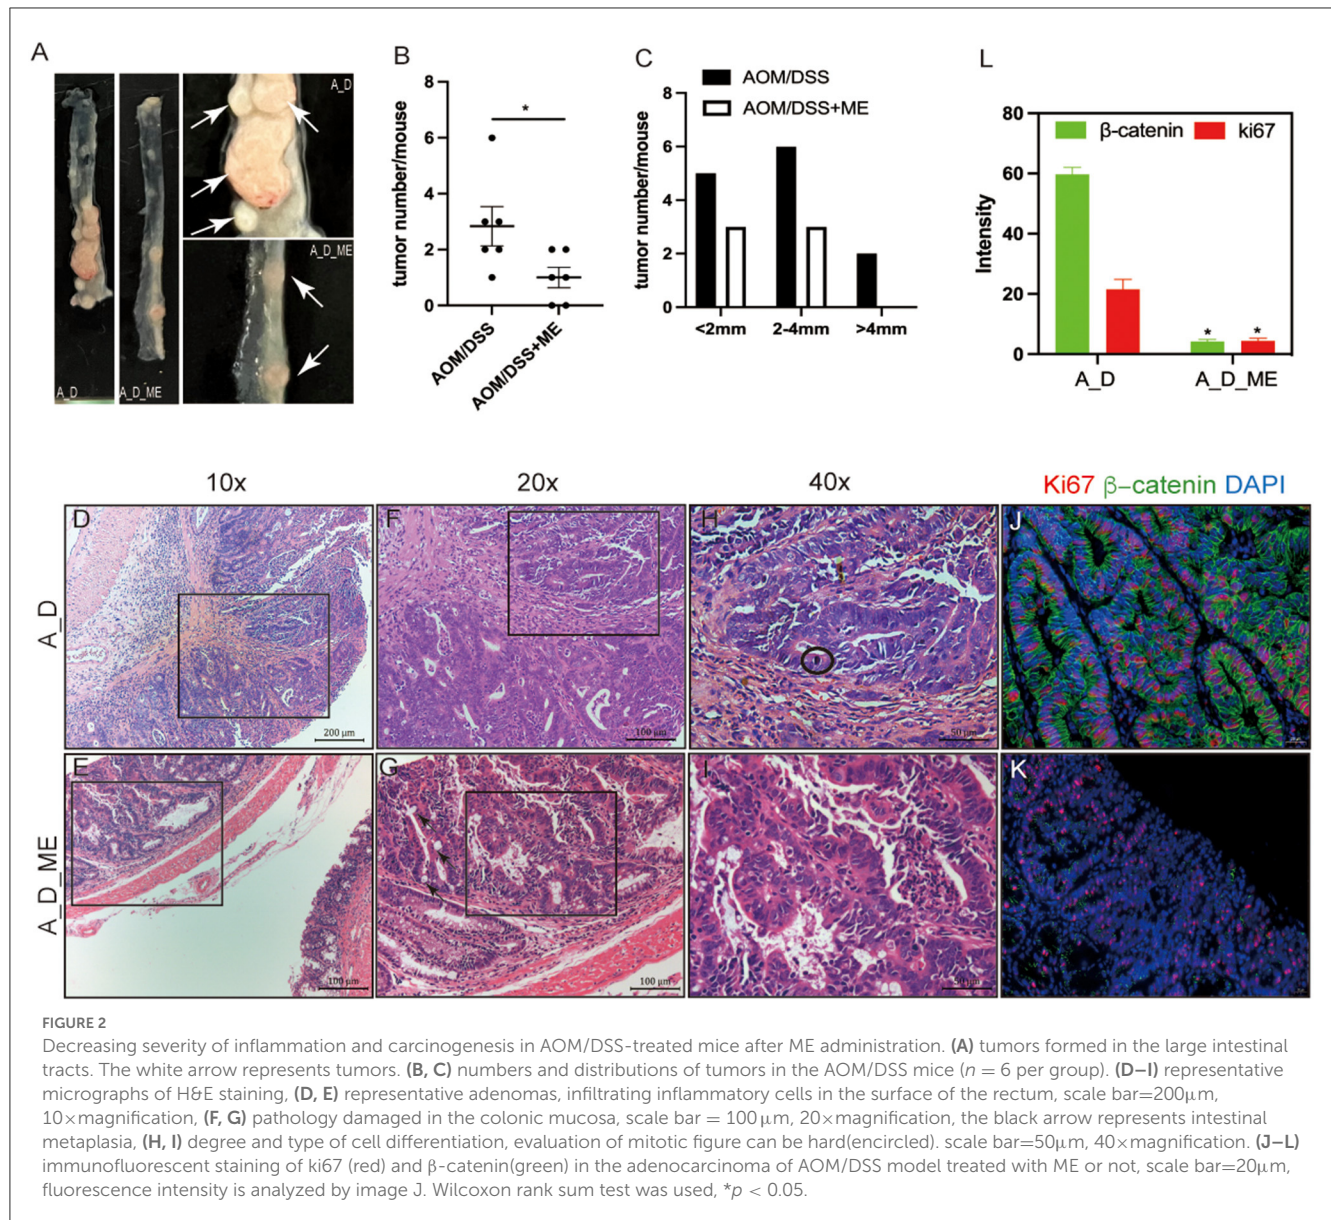 A
A_D
A_D_ME
A_D
A_D_ME
B
8
6
4
2
0
tumor number/mouse
*
AOM/DSS
AOM/DSS+ME
C
AOM/DSS
AOM/DSS+ME
8
6
4
2
0
tumor number/mouse
<2mm
2-4mm
>4mm
L
β-catenin
ki67
80
60
40
20
0
Intensity
*
*
A_D
A_D_ME
10x
20x
40x
Ki67 β-catenin DAPI
A_D
D
200 μm
F
100 μm
H
50 μm
J
A_D_ME
E
100 μm
G
100 μm
I
50 μm
K
FIGURE 2
Decreasing severity of inflammation and carcinogenesis in AOM/DSS-treated mice after ME administration. (A) tumors formed in the large intestinal
tracts. The white arrow represents tumors. (B, C) numbers and distributions of tumors in the AOM/DSS mice (n = 6 per group). (D–I) representative
micrographs of H&E staining, (D, E) representative adenomas, infiltrating inflammatory cells in the surface of the rectum, scale bar=200μm,
10×magnification, (F, G) pathology damaged in the colonic mucosa, scale bar = 100 μm, 20×magnification, the black arrow represents intestinal
metaplasia, (H, I) degree and type of cell differentiation, evaluation of mitotic figure can be hard(encircled). scale bar=50μm, 40×magnification. (J–L)
immunofluorescent staining of ki67 (red) and β-catenin(green) in the adenocarcinoma of AOM/DSS model treated with ME or not, scale bar=20μm,
fluorescence intensity is analyzed by image J. Wilcoxon rank sum test was used, *p < 0.05.